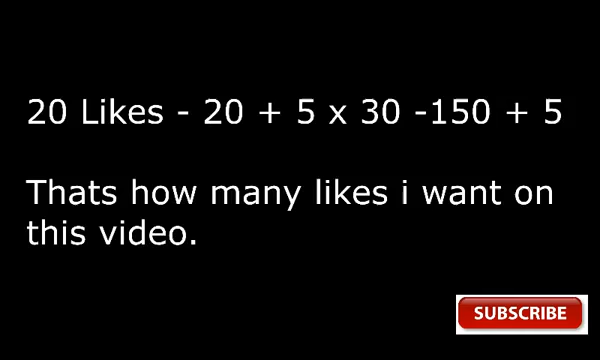 20 Likes - 20 + 5 x 30 -150 + 5
Thats how many likes i want on
this video.
SUBSCRIBE